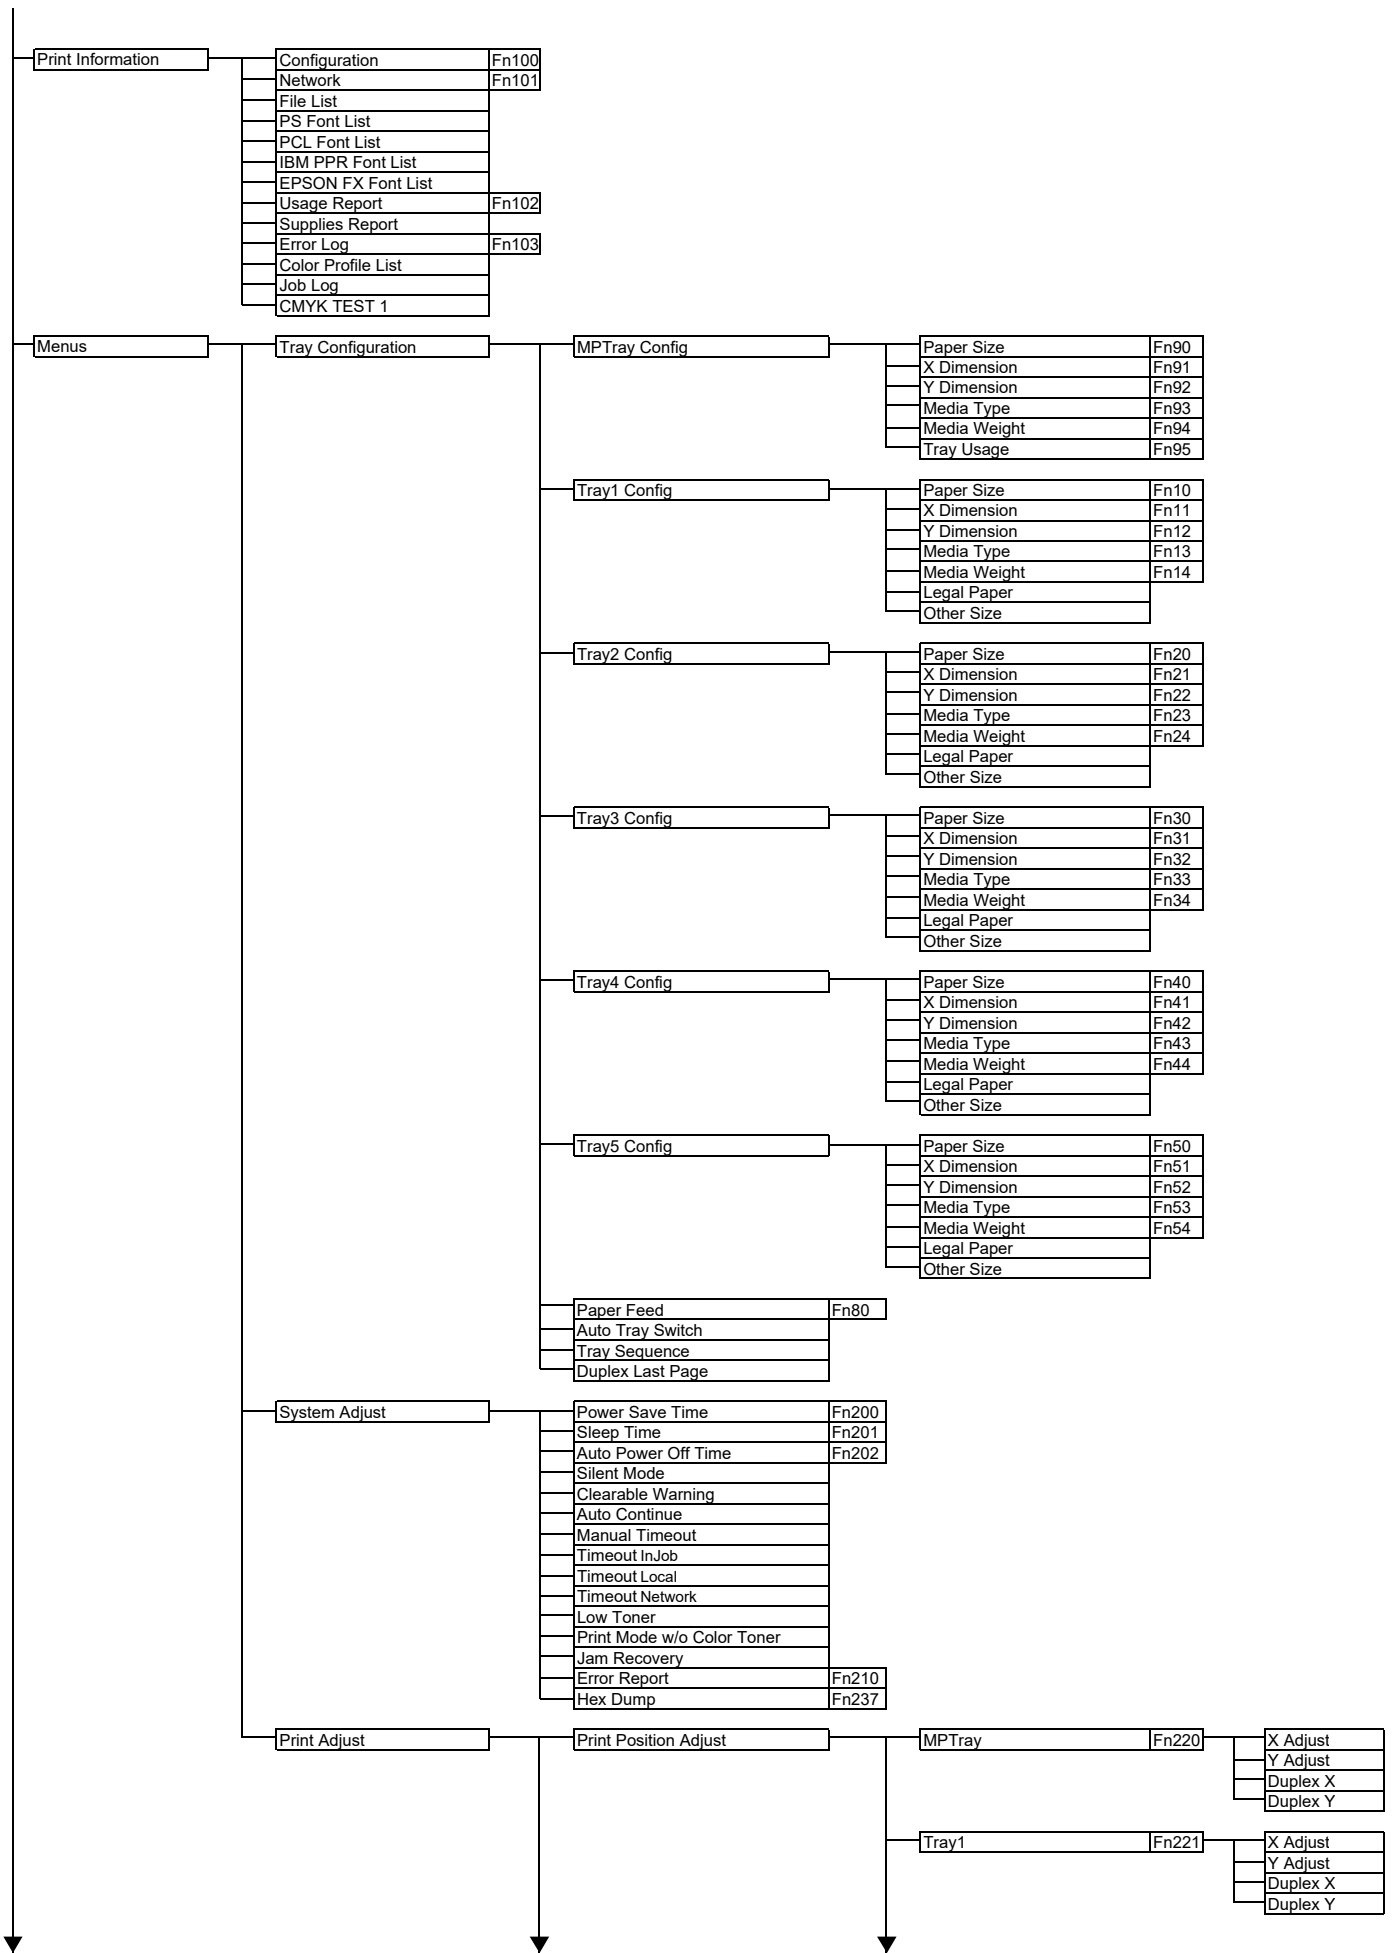 Print Information
Configuration Fn100
Network Fn101
File List
PS Font List
PCL Font List
IBM PPR Font List
EPSON FX Font List
Usage Report Fn102
Supplies Report
Error Log Fn103
Color Profile List
Job Log
CMYK TEST 1
Menus
Tray Configuration
MPTray Config
Paper Size Fn90
X Dimension Fn91
Y Dimension Fn92
Media Type Fn93
Media Weight Fn94
Tray Usage Fn95
Tray1 Config
Paper Size Fn10
X Dimension Fn11
Y Dimension Fn12
Media Type Fn13
Media Weight Fn14
Legal Paper
Other Size
Tray2 Config
Paper Size Fn20
X Dimension Fn21
Y Dimension Fn22
Media Type Fn23
Media Weight Fn24
Legal Paper
Other Size
Tray3 Config
Paper Size Fn30
X Dimension Fn31
Y Dimension Fn32
Media Type Fn33
Media Weight Fn34
Legal Paper
Other Size
Tray4 Config
Paper Size Fn40
X Dimension Fn41
Y Dimension Fn42
Media Type Fn43
Media Weight Fn44
Legal Paper
Other Size
Tray5 Config
Paper Size Fn50
X Dimension Fn51
Y Dimension Fn52
Media Type Fn53
Media Weight Fn54
Legal Paper
Other Size
Paper Feed Fn80
Auto Tray Switch
Tray Sequence
Duplex Last Page
System Adjust
Power Save Time Fn200
Sleep Time Fn201
Auto Power Off Time Fn202
Silent Mode
Clearable Warning
Auto Continue
Manual Timeout
Timeout InJob
Timeout Local
Timeout Network
Low Toner
Print Mode w/o Color Toner
Jam Recovery
Error Report Fn210
Hex Dump Fn237
Print Adjust
Print Position Adjust
MPTray Fn220
X Adjust
Y Adjust
Duplex X
Duplex Y
Tray1 Fn221
X Adjust
Y Adjust
Duplex X
Duplex Y